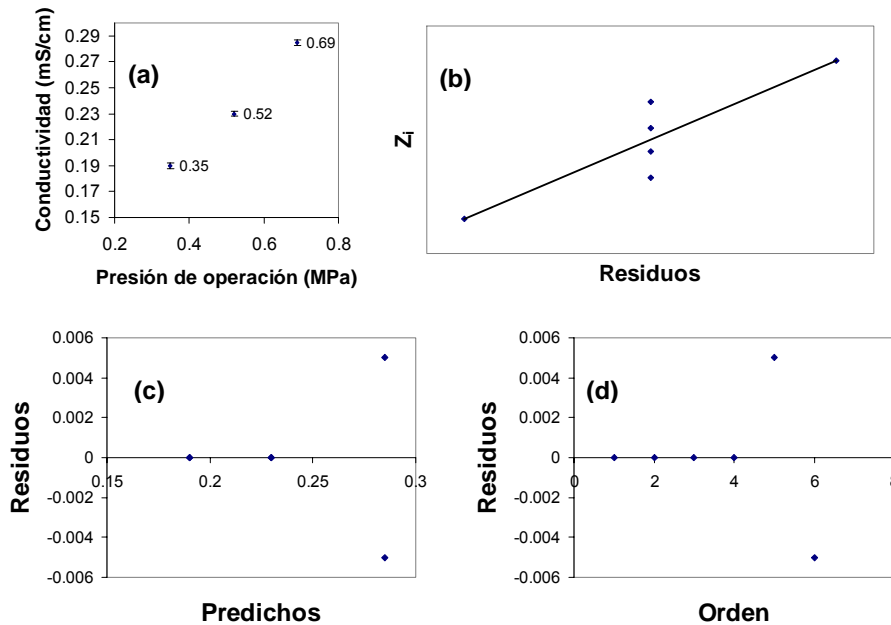 0.29
0.27
0.25
0.23
0.21
0.19
0.17
0.15
Conductividad (mS/cm)
(a)
0.69
0.52
0.35
0.2 0.4 0.6 0.8
Presión de operación (MPa)
(b)
Zi
Residuos
0.006
0.004
0.002
0
-0.002
-0.004
-0.006
Residuos
(c)
0.15 0.2 0.25 0.3
Predichos
0.006
0.004
0.002
0
-0.002
-0.004
-0.006
Residuos
(d)
0 2 4 6 8
Orden